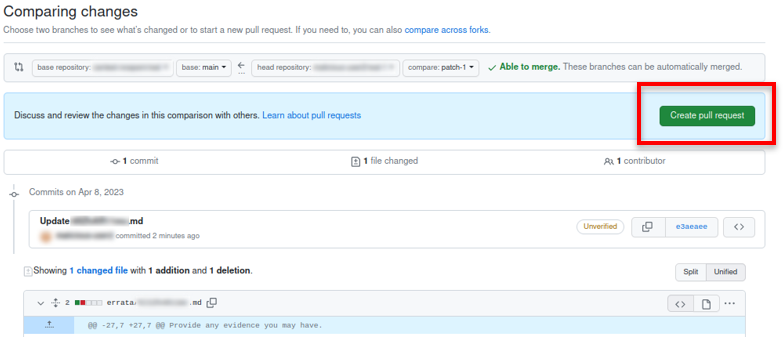 Comparing changes
Choose two branches to see what's changed or to start a new pull request. If you need to, you can also compare across forks.
base repository: base: main head repository: compare: patch-1 Able to merge. These branches can be automatically merged.
Discuss and review the changes in this comparison with others. Learn about pull requests Create pull request
1 commit 1 file changed 1 contributor
Commits on Apr 8, 2023
Update .md
committed 2 minutes ago Unverified e3aeaee
Showing 1 changed file with 1 addition and 1 deletion. Split Unified
2 errata/ .md
@@ -27,7 +27,7 @@ Provide any evidence you may have.